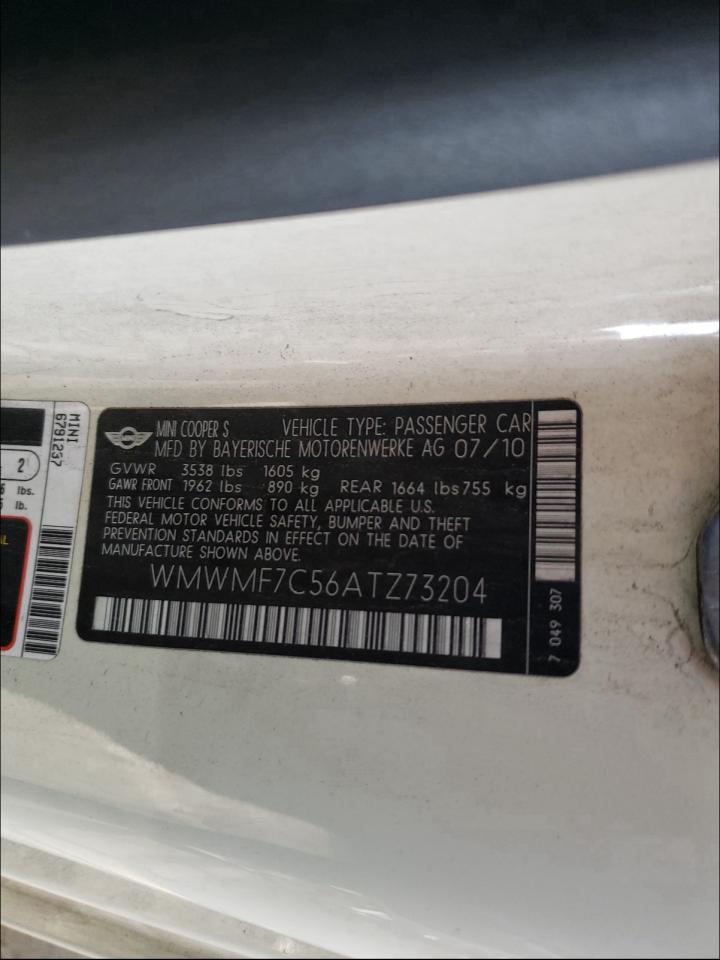 MINI
6791237
2
lbs.
lb.
MINI COOPER S VEHICLE TYPE: PASSENGER CAR
MFD BY BAYERISCHE MOTORENWERKE AG 07/10
GVWR 3538 lbs 1605 kg
GAWR FRONT 1962 lbs 890 kg REAR 1664 lbs 755 kg
THIS VEHICLE CONFORMS TO ALL APPLICABLE U.S.
FEDERAL MOTOR VEHICLE SAFETY, BUMPER AND THEFT
PREVENTION STANDARDS IN EFFECT ON THE DATE OF
MANUFACTURE SHOWN ABOVE.
WMWMF7C56ATZ73204
7 049 307